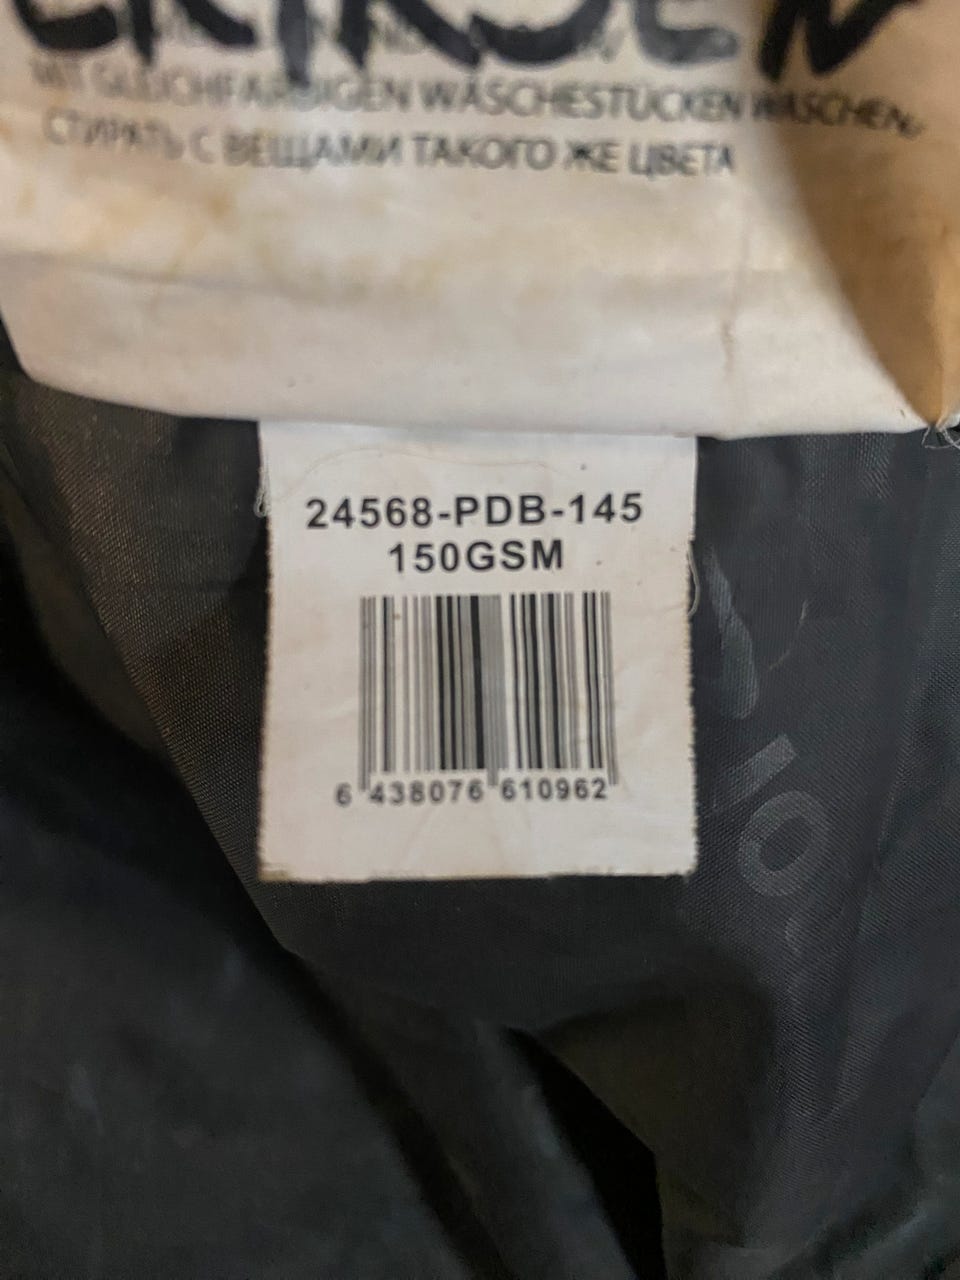 MIT GLEICHFARBIGEN WÄSCHESTÜCKEN WASCHEN/
СТИРАТЬ С ВЕЩАМИ ТАКОГО ЖЕ ЦВЕТА
24568-PDB-145
150GSM
6 438076 610962